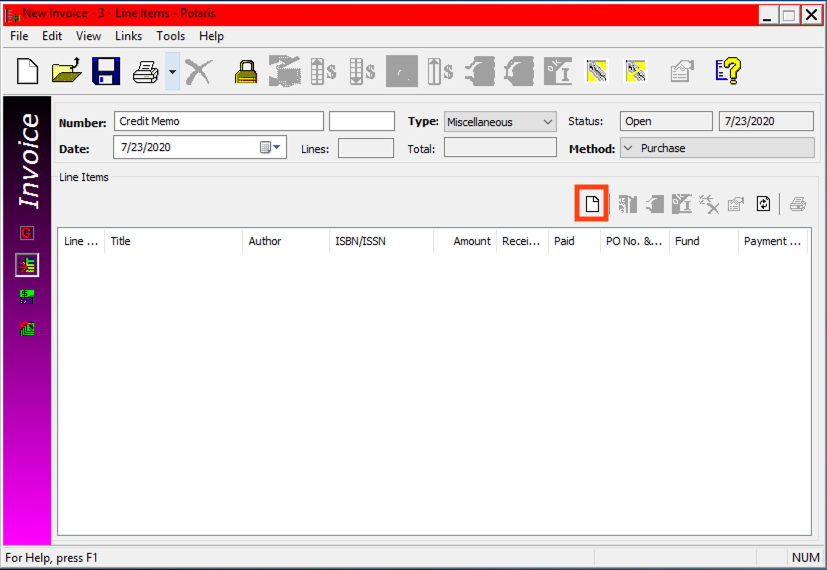 New Invoice - 3 - Line Items - Polaris
File Edit View Links Tools Help
Invoice
Number: Credit Memo Type: Miscellaneous Status: Open 7/23/2020
Date: 7/23/2020 Lines: Total: Method: Purchase
Line Items
Line ... Title Author ISBN/ISSN Amount Recei... Paid PO No. &... Fund Payment ...
For Help, press F1 NUM